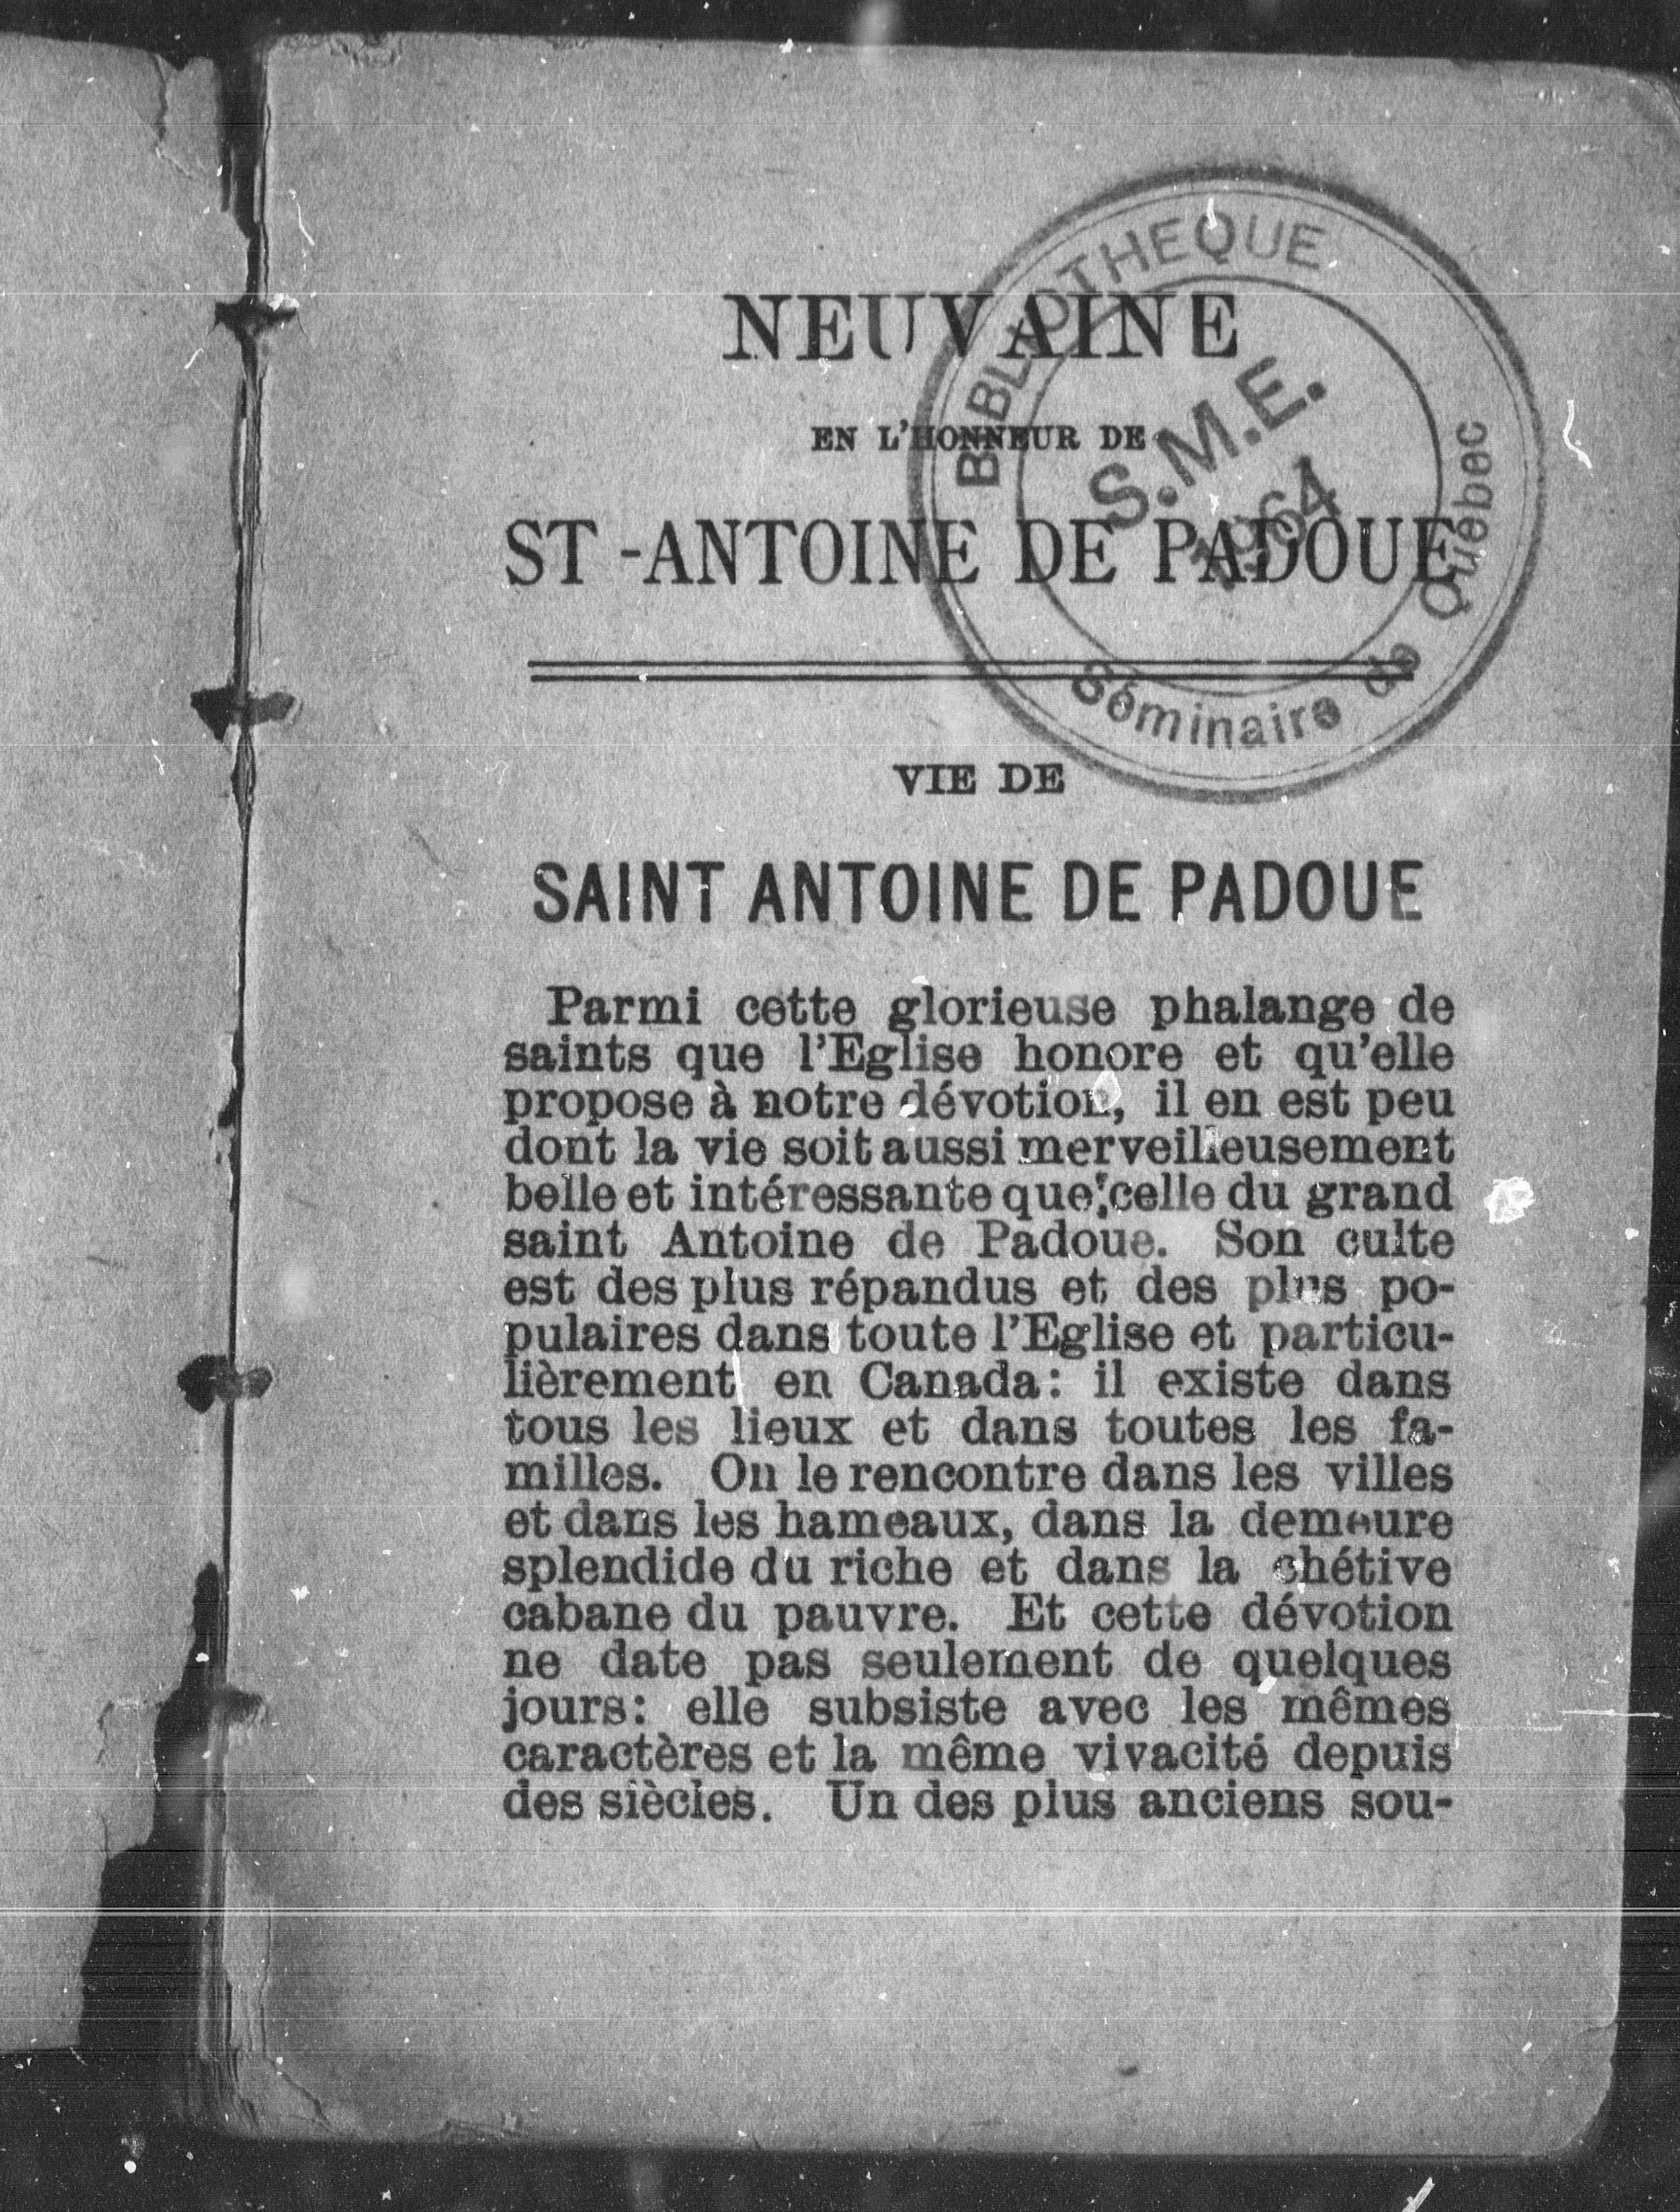 NEUVAINE
EN L'HONNEUR DE
ST-ANTOINE DE PADOUE
BIBLIOTHEQUE
S.M.E.
1964
Séminaire de Québec
VIE DE
SAINT ANTOINE DE PADOUE
Parmi cette glorieuse phalange de
saints que l'Eglise honore et qu'elle
propose à notre dévotion, il en est peu
dont la vie soit aussi merveilleusement
belle et intéressante que celle du grand
saint Antoine de Padoue. Son culte
est des plus répandus et des plus po-
pulaires dans toute l'Eglise et particu-
lièrement en Canada: il existe dans
tous les lieux et dans toutes les fa-
milles. On le rencontre dans les villes
et dans les hameaux, dans la demeure
splendide du riche et dans la chétive
cabane du pauvre. Et cette dévotion
ne date pas seulement de quelques
jours: elle subsiste avec les mêmes
caractères et la même vivacité depuis
des siècles. Un des plus anciens sou-